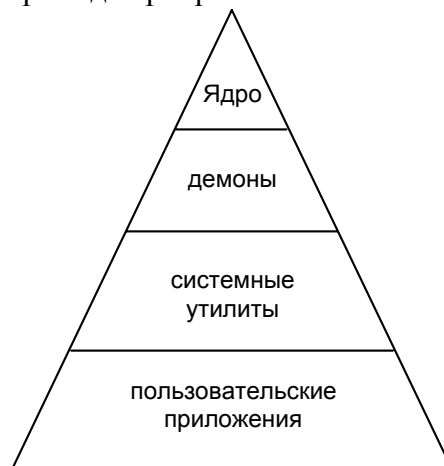 Ядро
демоны
системные
утилиты
пользовательские
приложения